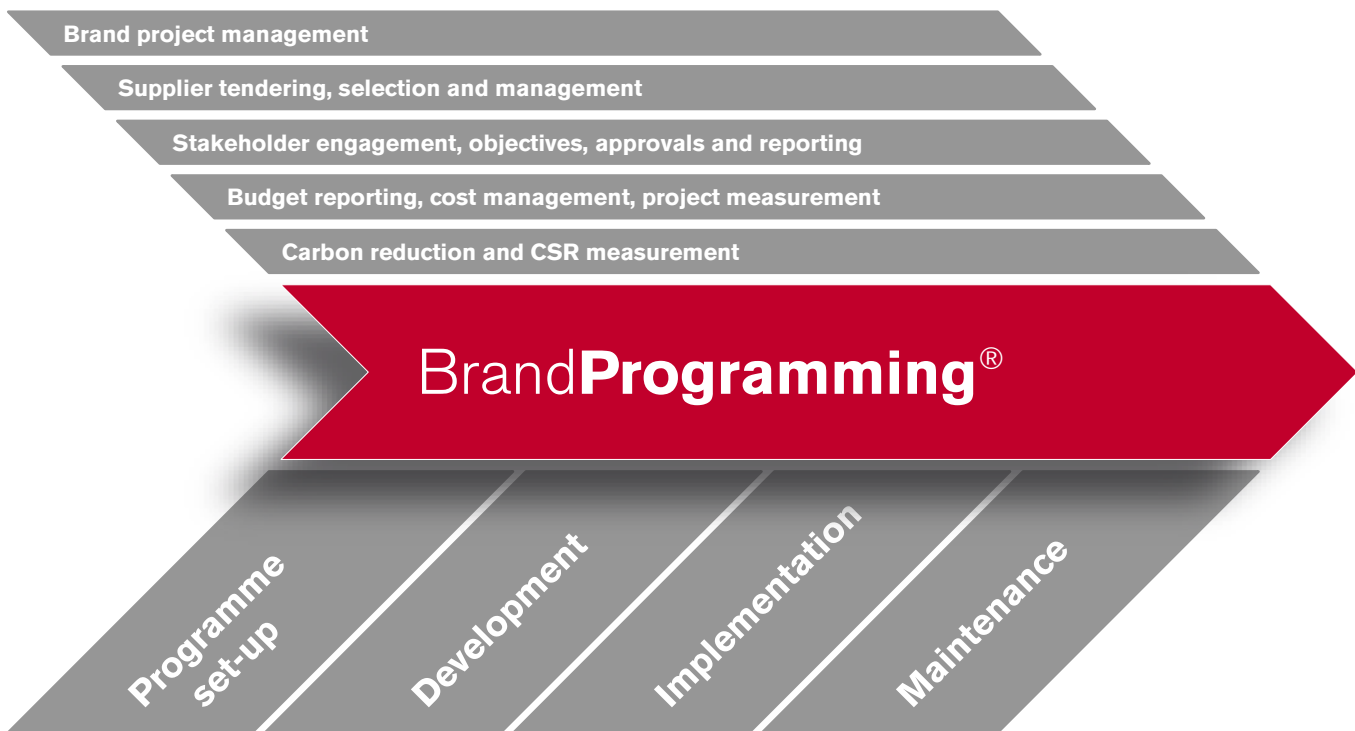 Brand project management
Supplier tendering, selection and management
Stakeholder engagement, objectives, approvals and reporting
Budget reporting, cost management, project measurement
Carbon reduction and CSR measurement
BrandProgramming®
Programme
set-up
Development
Implementation
Maintenance